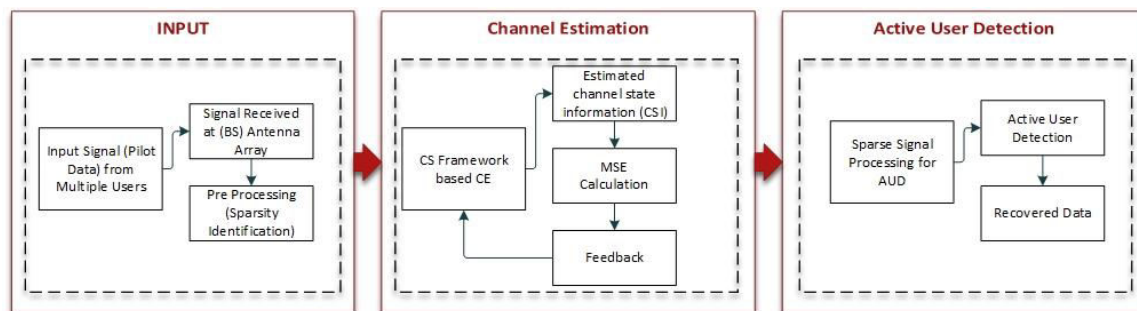 INPUT
Input Signal (Pilot
Data) from
Multiple Users
Signal Received
at (BS) Antenna
Array
Pre Processing
(Sparsity
Identification)
Channel Estimation
CS Framework
based CE
Estimated
channel state
information (CSI)
MSE
Calculation
Feedback
Active User Detection
Sparse Signal
Processing for
AUD
Active User
Detection
Recovered Data